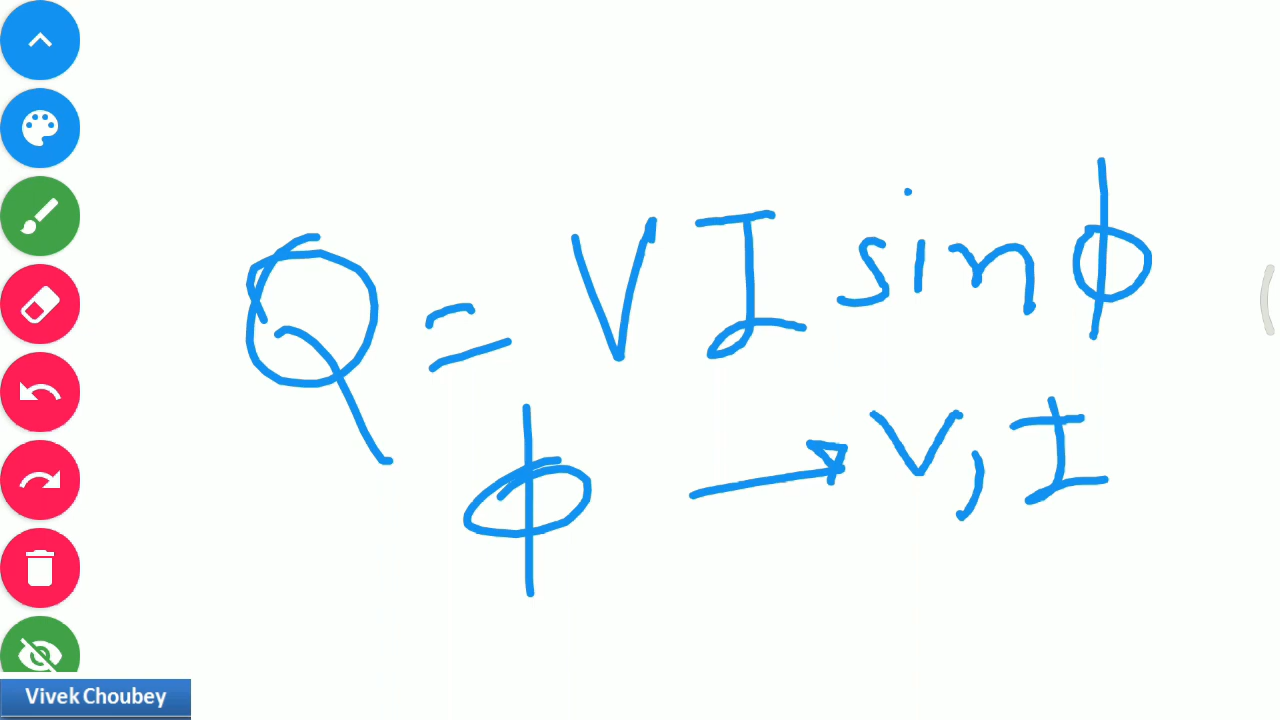 Q = VI sinϕ
ϕ → V, I
Vivek Choubey